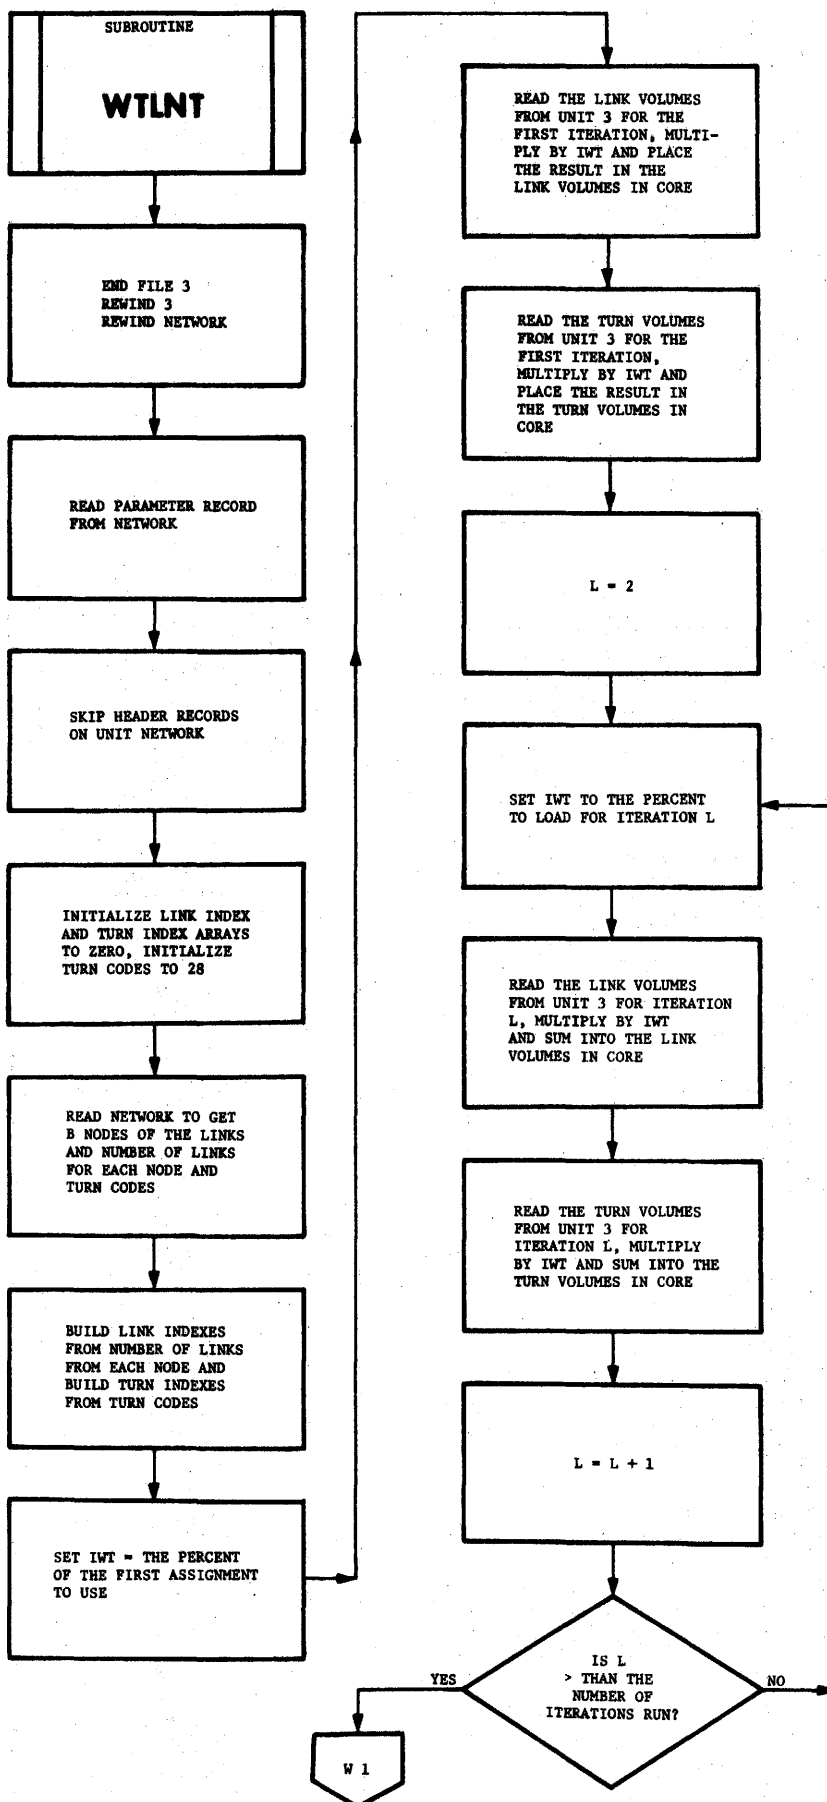 SUBROUTINE
WTLNT
END FILE 3
REWIND 3
REWIND NETWORK
READ PARAMETER RECORD
FROM NETWORK
SKIP HEADER RECORDS
ON UNIT NETWORK
INITIALIZE LINK INDEX
AND TURN INDEX ARRAYS
TO ZERO, INITIALIZE
TURN CODES TO 28
READ NETWORK TO GET
B NODES OF THE LINKS
AND NUMBER OF LINKS
FOR EACH NODE AND
TURN CODES
BUILD LINK INDEXES
FROM NUMBER OF LINKS
FROM EACH NODE AND
BUILD TURN INDEXES
FROM TURN CODES
SET IWT = THE PERCENT
OF THE FIRST ASSIGNMENT
TO USE
READ THE LINK VOLUMES
FROM UNIT 3 FOR THE
FIRST ITERATION, MULTI-
PLY BY IWT AND PLACE
THE RESULT IN THE
LINK VOLUMES IN CORE
READ THE TURN VOLUMES
FROM UNIT 3 FOR THE
FIRST ITERATION,
MULTIPLY BY IWT AND
PLACE THE RESULT IN
THE TURN VOLUMES IN
CORE
L = 2
SET IWT TO THE PERCENT
TO LOAD FOR ITERATION L
READ THE LINK VOLUMES
FROM UNIT 3 FOR ITERATION
L, MULTIPLY BY IWT
AND SUM INTO THE LINK
VOLUMES IN CORE
READ THE TURN VOLUMES
FROM UNIT 3 FOR
ITERATION L, MULTIPLY
BY IWT AND SUM INTO THE
TURN VOLUMES IN CORE
L = L + 1
IS L
> THAN THE
NUMBER OF
ITERATIONS RUN?
YES
NO
W 1